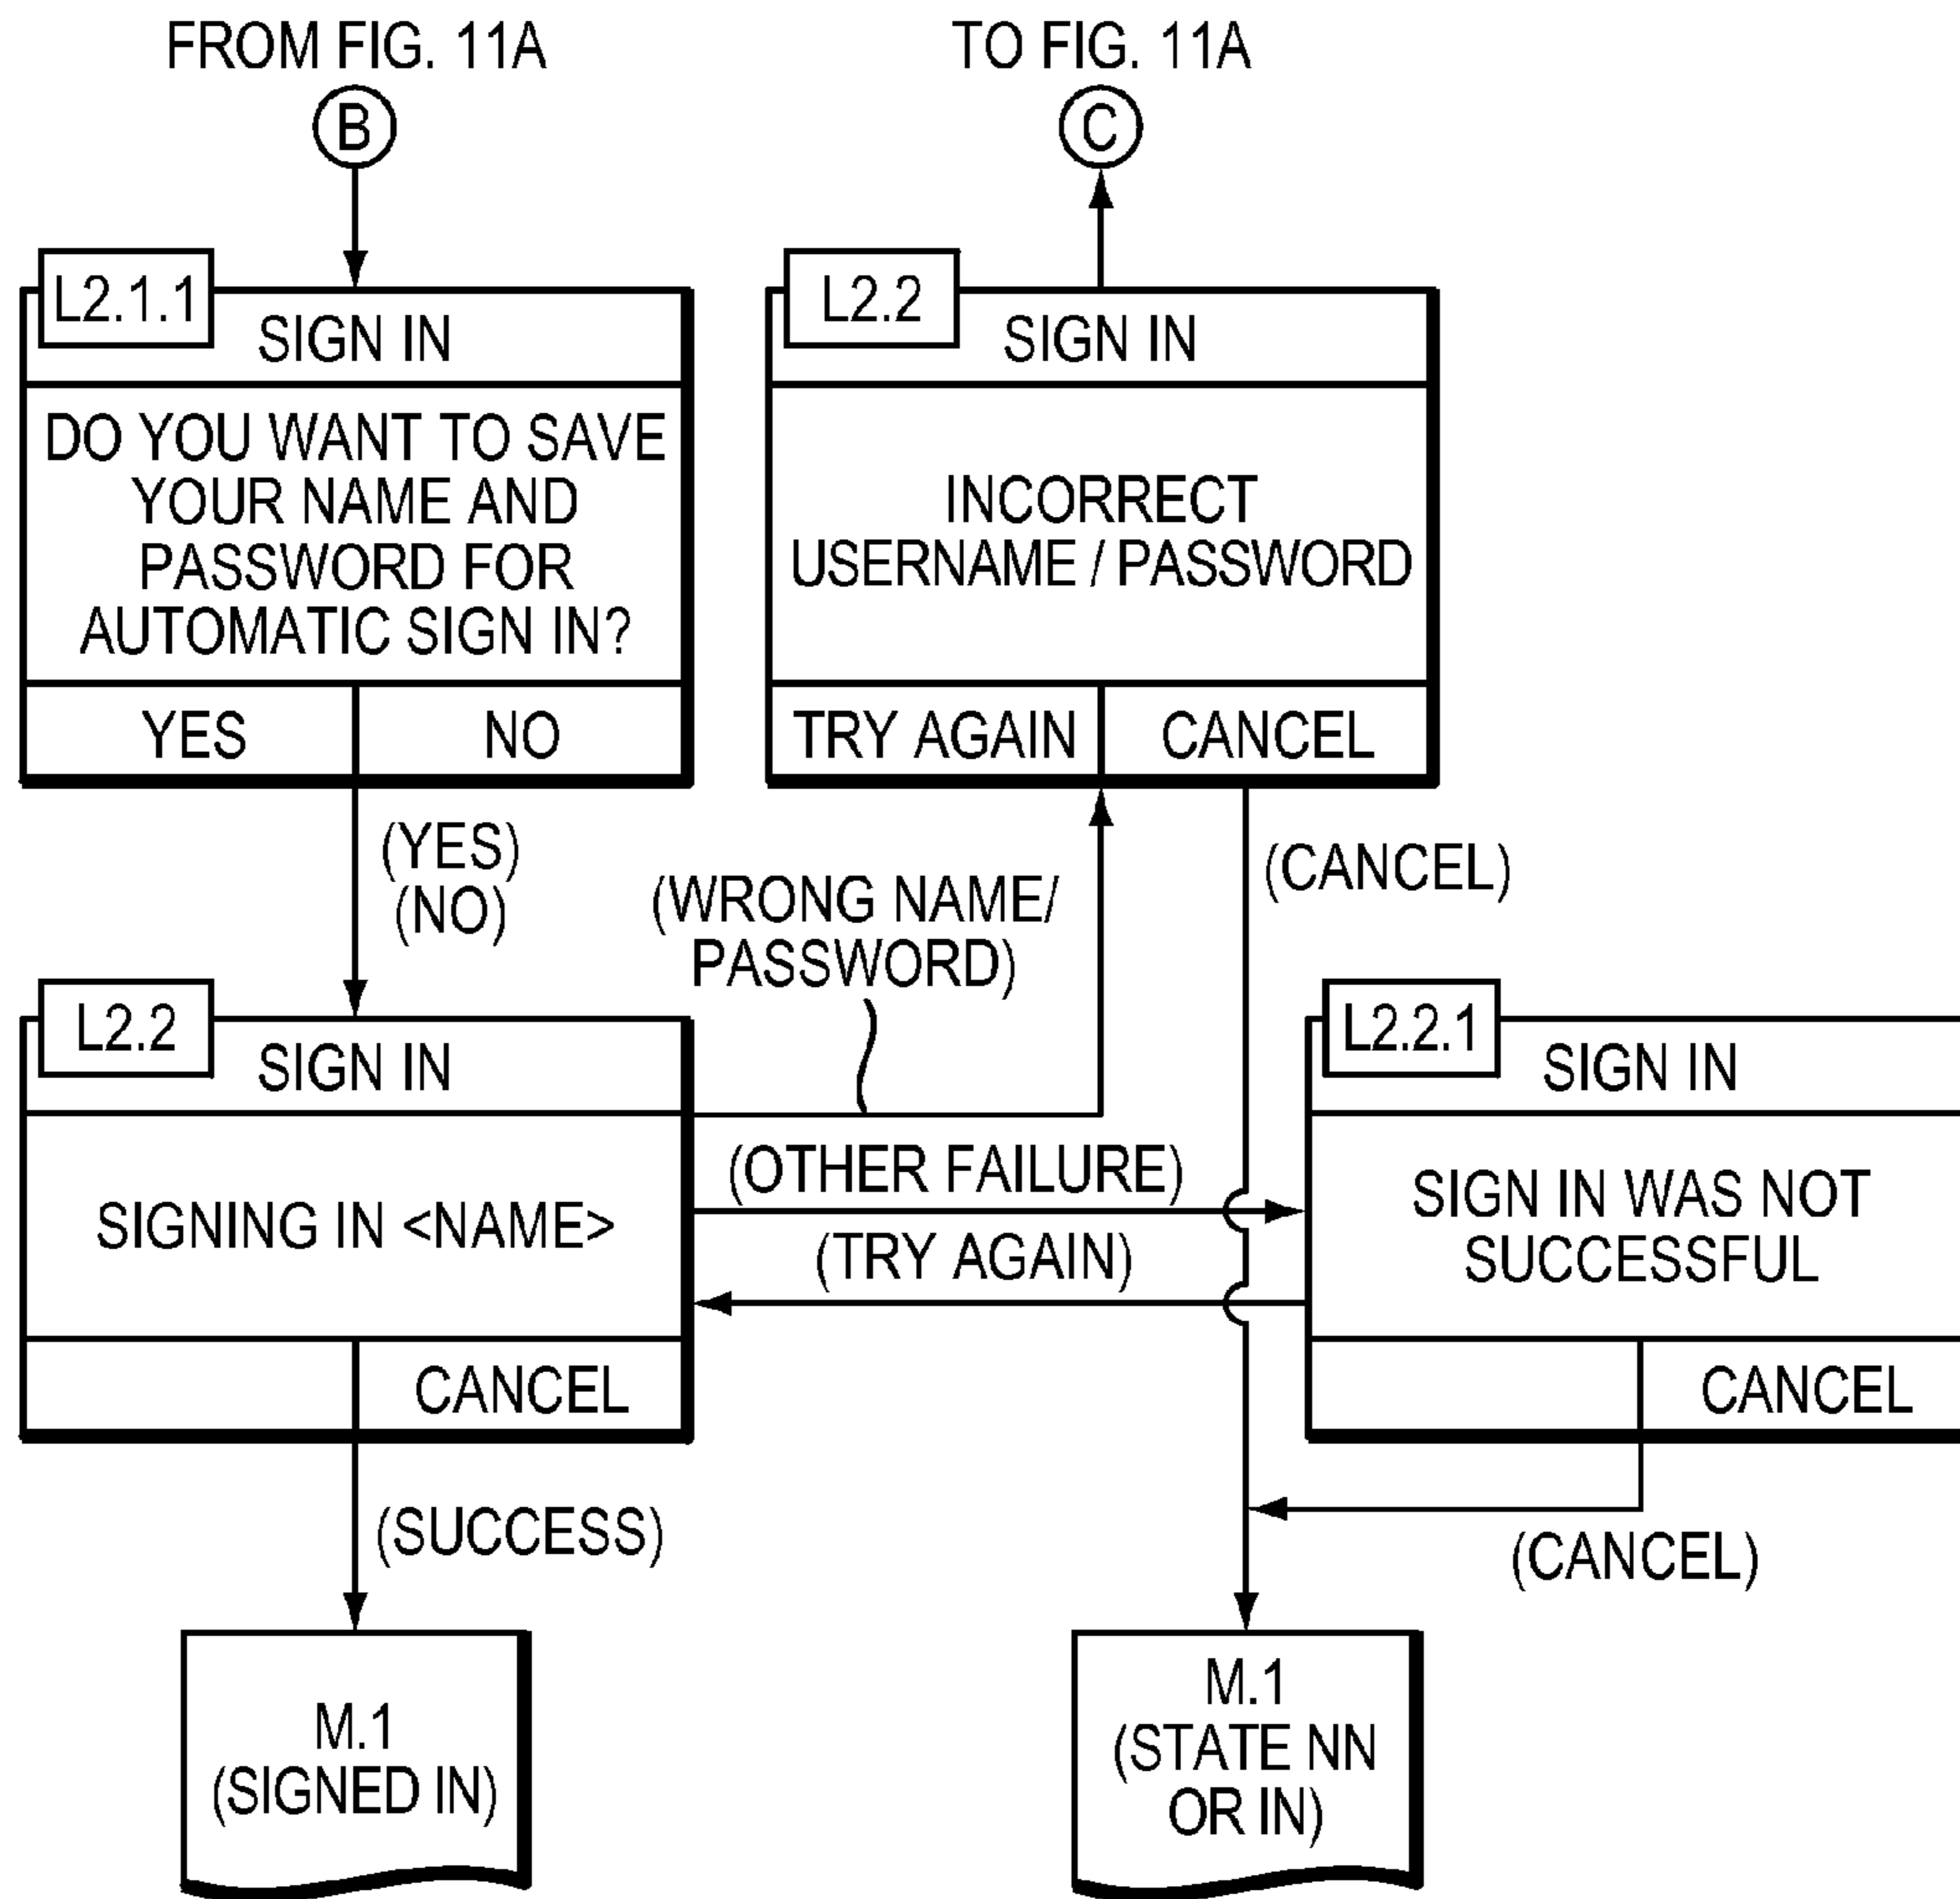 FROM FIG. 11A
B
TO FIG. 11A
C
L2.1.1
SIGN IN
DO YOU WANT TO SAVE
YOUR NAME AND
PASSWORD FOR
AUTOMATIC SIGN IN?
YES
NO
L2.2
SIGN IN
INCORRECT
USERNAME / PASSWORD
TRY AGAIN
CANCEL
(YES)
(NO)
(WRONG NAME/
PASSWORD)
(CANCEL)
L2.2
SIGN IN
SIGNING IN <NAME>
CANCEL
(OTHER FAILURE)
(TRY AGAIN)
L2.2.1
SIGN IN
SIGN IN WAS NOT
SUCCESSFUL
CANCEL
(SUCCESS)
(CANCEL)
M.1
(SIGNED IN)
M.1
(STATE NN
OR IN)